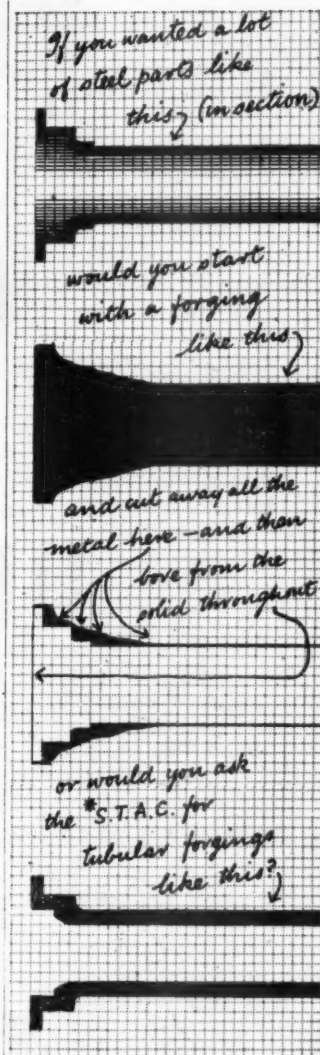 If you wanted a lot
of steel parts like
this (in section)
would you start
with a forging
like this
and cut away all the
metal here – and then
bore from the
solid throughout
or would you ask
the *S.T.A.C. for
tubular forgings
like this?